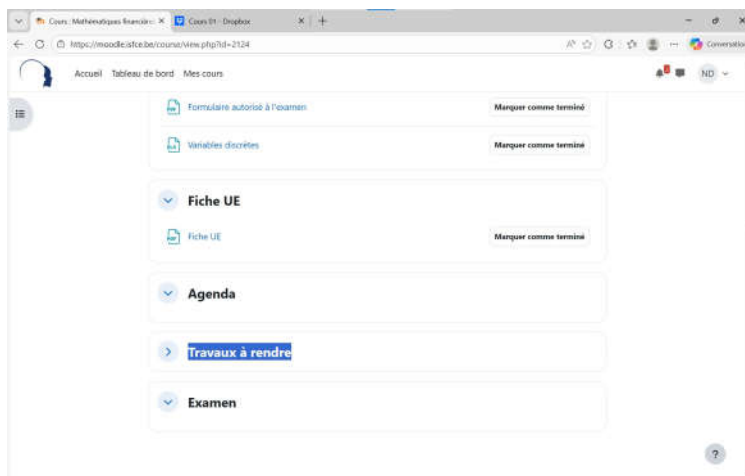 Cours : Mathématiques financière
Cours 01 - Dropbox
https://moodle.isfce.be/course/view.php?id=2124
Conversation
Accueil Tableau de bord Mes cours
ND
Formulaire autorisé à l'examen
Marquer comme terminé
Variables discrètes
Marquer comme terminé
Fiche UE
Fiche UE
Marquer comme terminé
Agenda
Travaux à rendre
Examen
?